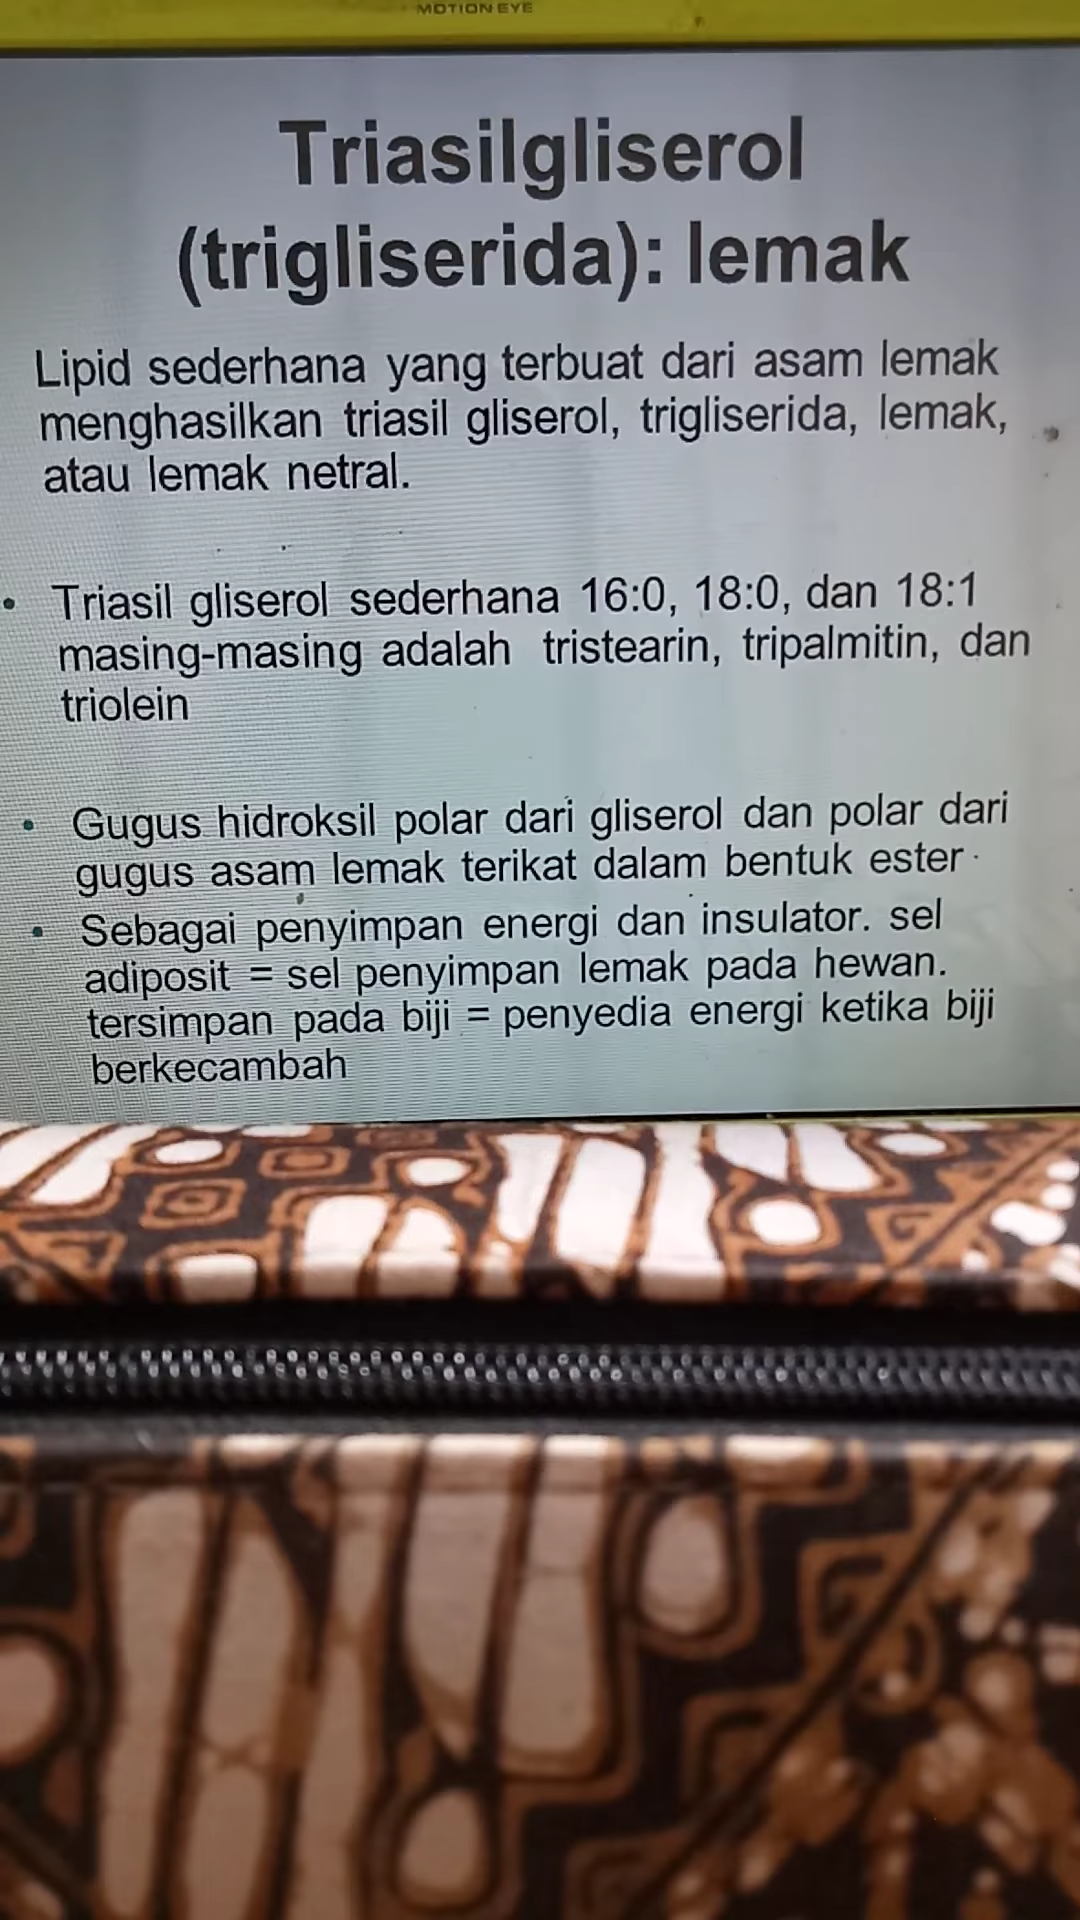 MOTION EYE
Triasilgliserol
(trigliserida): lemak
Lipid sederhana yang terbuat dari asam lemak
menghasilkan triasil gliserol, trigliserida, lemak,
atau lemak netral.
• Triasil gliserol sederhana 16:0, 18:0, dan 18:1
masing-masing adalah tristearin, tripalmitin, dan
triolein
• Gugus hidroksil polar dari gliserol dan polar dari
gugus asam lemak terikat dalam bentuk ester
• Sebagai penyimpan energi dan insulator. sel
adiposit = sel penyimpan lemak pada hewan.
tersimpan pada biji = penyedia energi ketika biji
berkecambah